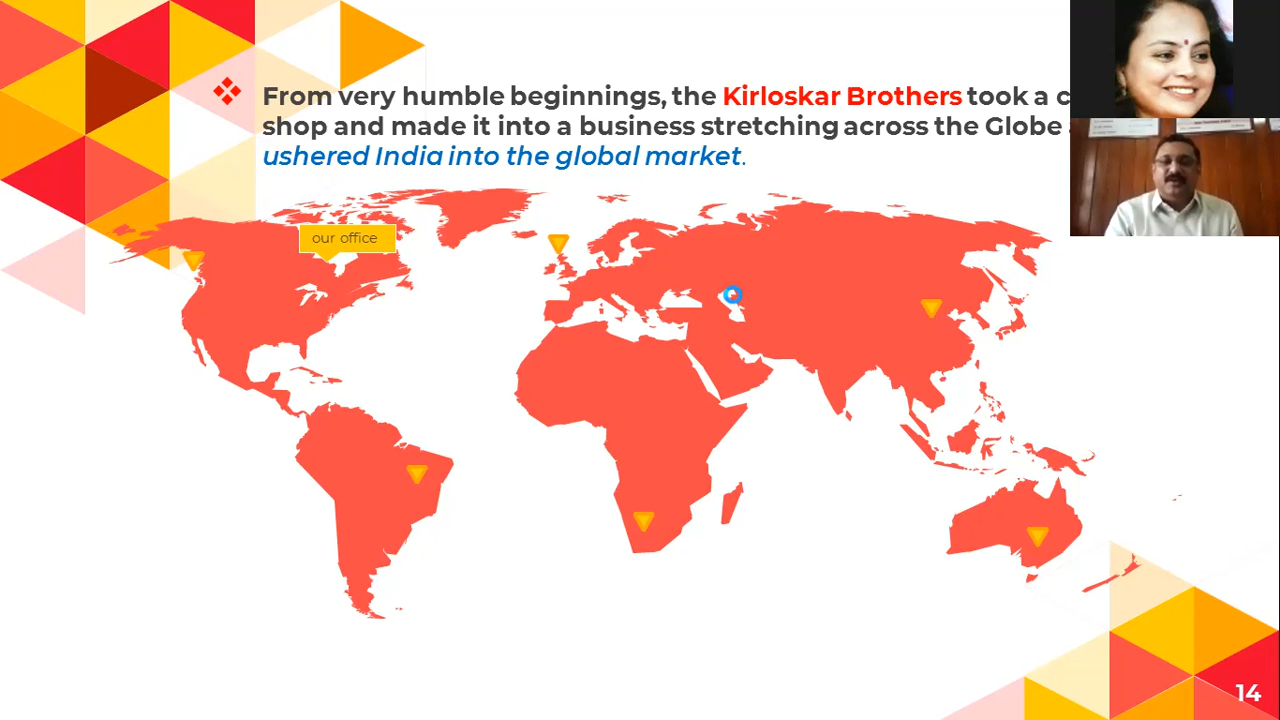 From very humble beginnings, the Kirloskar Brothers took a
shop and made it into a business stretching across the Globe
ushered India into the global market.
our office
14